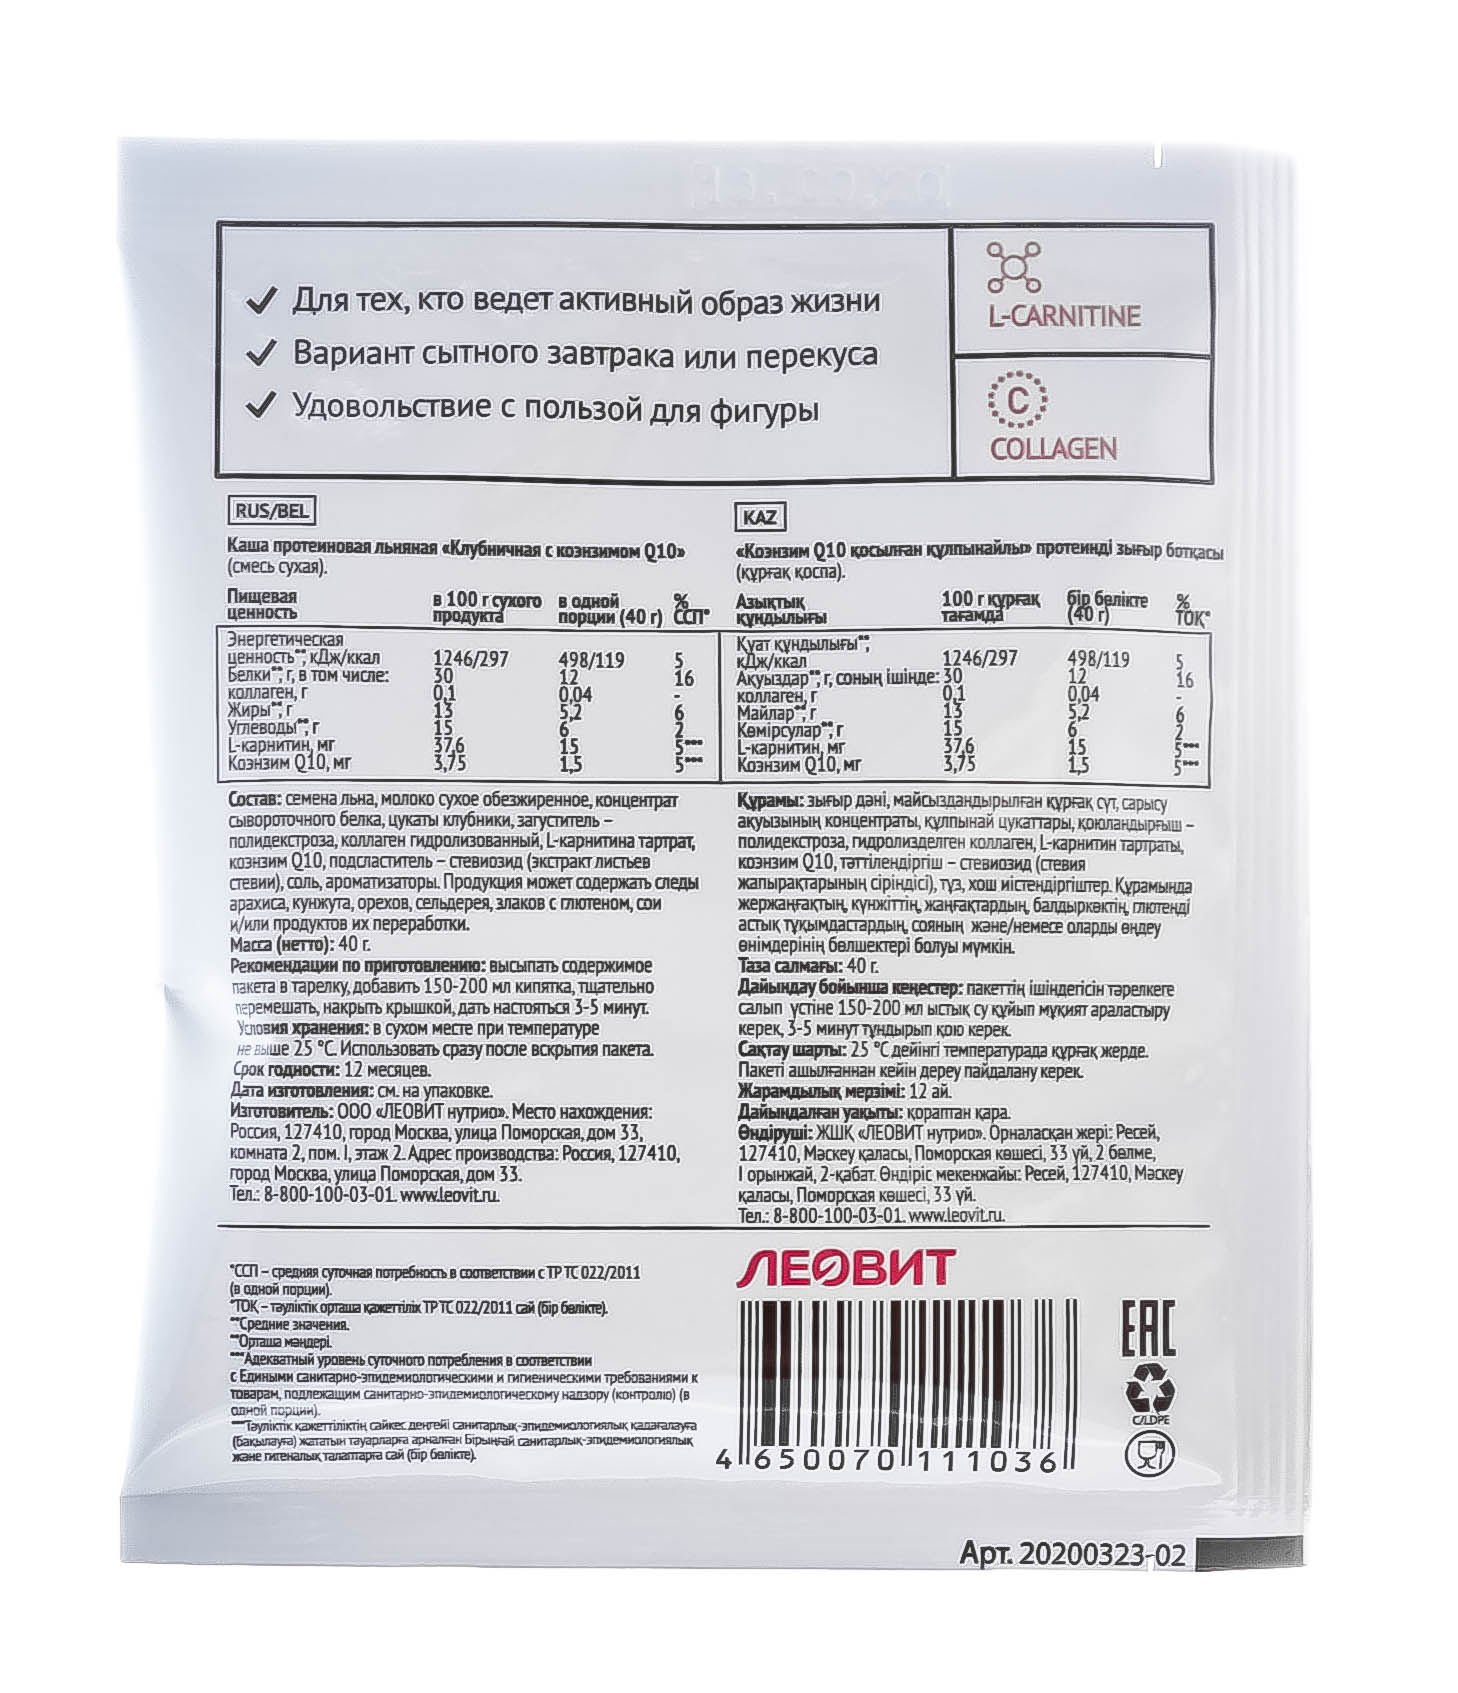 Для тех, кто ведет активный образ жизни
Вариант сытного завтрака или перекуса
Удовольствие с пользой для фигуры
L-CARNITINE
C
COLLAGEN
RUS/BEL
Каша протеиновая льняная «Клубничная с коэнзимом Q10»
(смесь сухая).
Пищевая ценность в 100 г сухого продукта в одной порции (40 г) % ССП*
Энергетическая
ценность**, кДж/ккал 1246/297 498/119 5
Белки**, г, в том числе: 30 12 16
коллаген, г 0,1 0,04 -
Жиры**, г 13 5,2 6
Углеводы**, г 15 6 2
L-карнитин, мг 37,6 15 5***
Коэнзим Q10, мг 3,75 1,5 5***
Состав: семена льна, молоко сухое обезжиренное, концентрат
сывороточного белка, цукаты клубники, загуститель –
полидекстроза, коллаген гидролизованный, L-карнитина тартрат,
коэнзим Q10, подсластитель – стевиозид (экстракт листьев
стевии), соль, ароматизаторы. Продукция может содержать следы
арахиса, кунжута, орехов, сельдерея, злаков с глютеном, сои
и/или продуктов их переработки.
Масса (нетто): 40 г.
Рекомендации по приготовлению: высыпать содержимое
пакета в тарелку, добавить 150-200 мл кипятка, тщательно
перемешать, накрыть крышкой, дать настояться 3-5 минут.
Условия хранения: в сухом месте при температуре
не выше 25 °С. Использовать сразу после вскрытия пакета.
Срок годности: 12 месяцев.
Дата изготовления: см. на упаковке.
Изготовитель: ООО «ЛЕОВИТ нутрио». Место нахождения:
Россия, 127410, город Москва, улица Поморская, дом 33,
комната 2, пом. I, этаж 2. Адрес производства: Россия, 127410,
город Москва, улица Поморская, дом 33.
Тел.: 8-800-100-03-01. www.leovit.ru.
KAZ
«Коэнзим Q10 қосылған құлпынайлы» протеинді зығыр ботқасы
(құрғақ қоспа).
Азықтық құндылығы 100 г құрғақ тағамда бір бөлікте (40 г) % ТОҚ*
Қуат құндылығы**,
кДж/ккал 1246/297 498/119 5
Ақуыздар**, г, соның ішінде: 30 12 16
коллаген, г 0,1 0,04 -
Майлар**, г 13 5,2 6
Көмірсулар**, г 15 6 2
L-карнитин, мг 37,6 15 5***
Коэнзим Q10, мг 3,75 1,5 5***
Құрамы: зығыр дәні, майсыздандырылған құрғақ сүт, сарысу
ақуызының концентраты, құлпынай цукаттары, қоюландырғыш –
полидекстроза, гидролизделген коллаген, L-карнитин тартраты,
коэнзим Q10, тәттілендіргіш – стевиозид (стевия
жапырақтарының сіріндісі), тұз, хош иістендіргіштер. Құрамында
жержаңғақтың, күнжіттің, жаңғақтардың, балдыркөктің, глютенді
астық тұқымдастардың, сояның және/немесе оларды өңдеу
өнімдерінің бөлшектері болуы мүмкін.
Таза салмағы: 40 г.
Дайындау бойынша кеңестер: пакеттің ішіндегісін тәрелкеге
салып үстіне 150-200 мл ыстық су құйып мұқият араластыру
керек, 3-5 минут тұндырып қою керек.
Сақтау шарты: 25 °С дейінгі температурада құрғақ жерде.
Пакеті ашылғаннан кейін дереу пайдалану керек.
Жарамдылық мерзімі: 12 ай.
Дайындалған уақыты: қораптан қара.
Өндіруші: ЖШҚ «ЛЕОВИТ нутрио». Орналасқан жері: Ресей,
127410, Мәскеу қаласы, Поморская көшесі, 33 үй, 2 бөлме,
I орынжай, 2-қабат. Өндіріс мекенжайы: Ресей, 127410, Мәскеу
қаласы, Поморская көшесі, 33 үй.
Тел.: 8-800-100-03-01. www.leovit.ru.
*ССП – средняя суточная потребность в соответствии с ТР ТС 022/2011
(в одной порции).
*ТОҚ – тәуліктік орташа қажеттілік ТР ТС 022/2011 сай (бір бөлікте).
**Средние значения.
**Орташа мәндері.
***Адекватный уровень суточного потребления в соответствии
с Едиными санитарно-эпидемиологическими и гигиеническими требованиями к
товарам, подлежащим санитарно-эпидемиологическому надзору (контролю) (в
одной порции).
***Тәуліктік қажеттіліктің сәйкес деңгейі санитарлық-эпидемиологиялық қадағалауға
(бақылауға) жататын тауарларға арналған Бірыңғай санитарлық-эпидемиологиялық
және гигеналық талаптарға сай (бір бөлікте).
ЛЕОВИТ
4 650070 111036
EAC
C/LDPE
Арт. 20200323-02